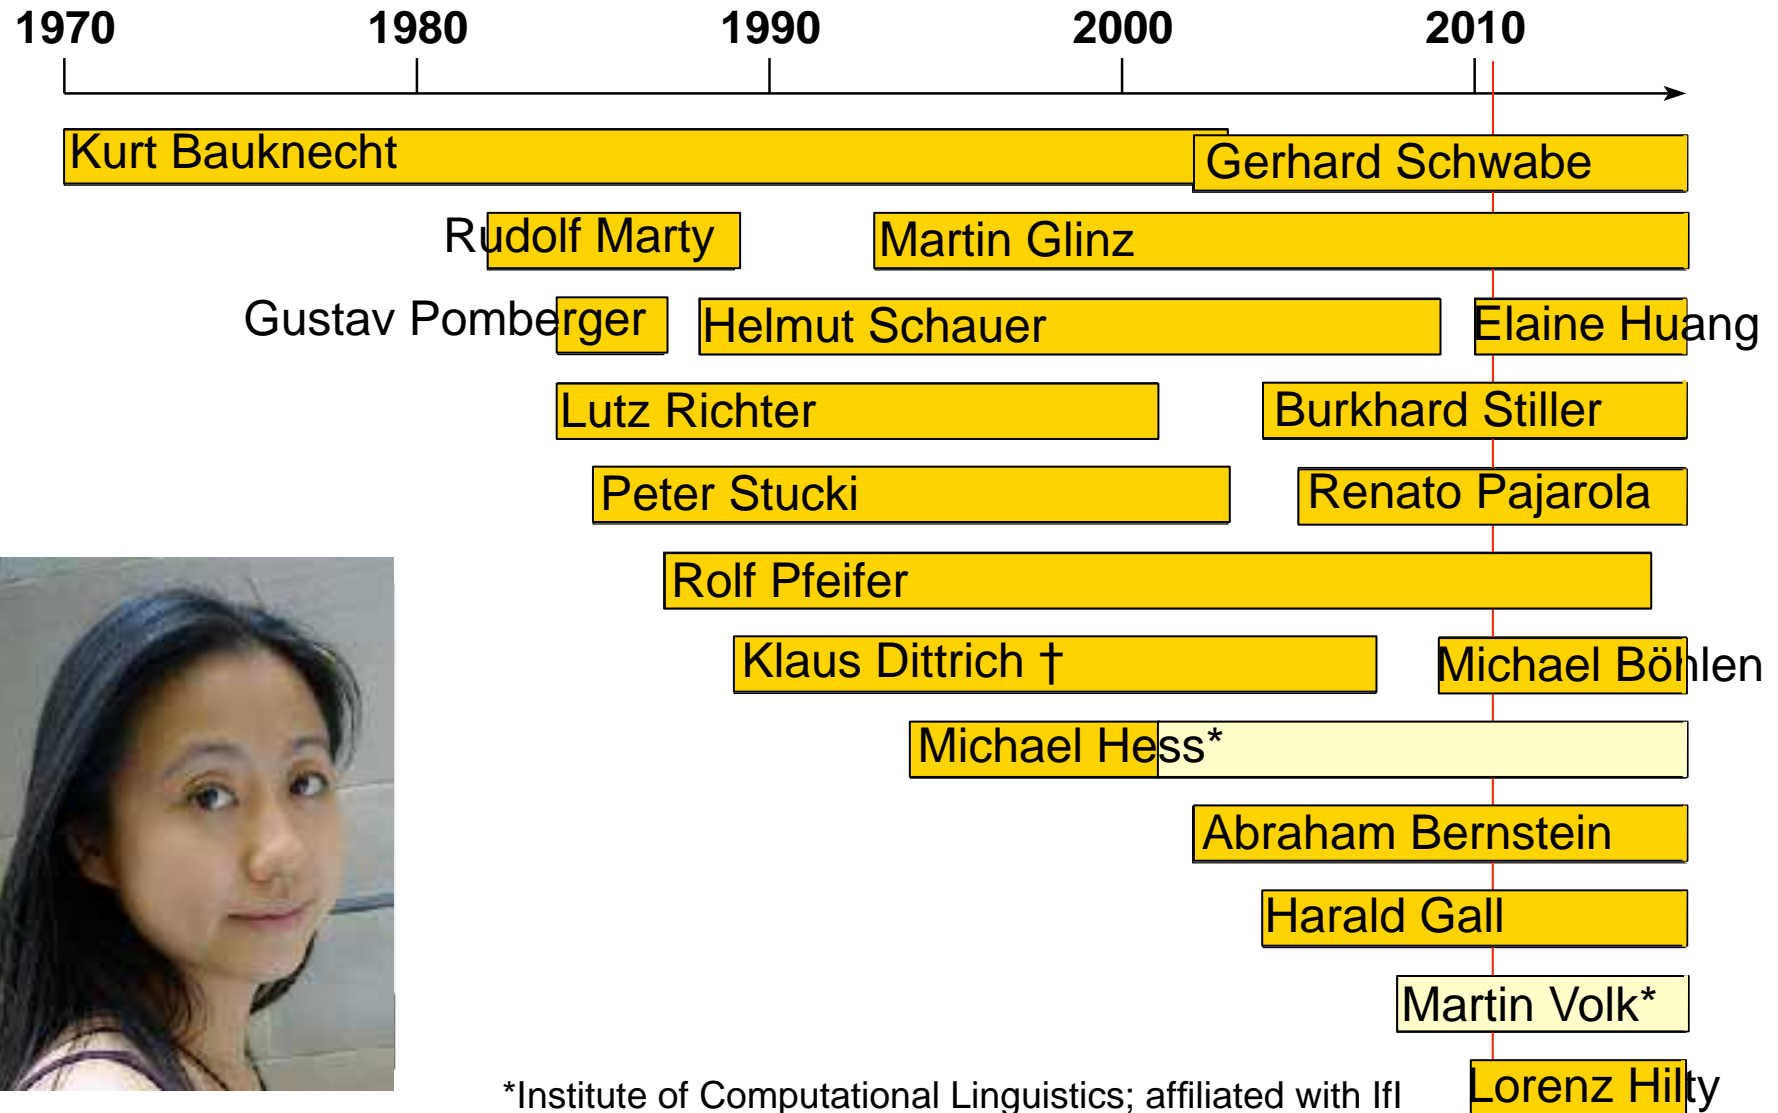 1970 1980 1990 2000 2010
Kurt Bauknecht Gerhard Schwabe
Rudolf Marty Martin Glinz
Gustav Pomberger Helmut Schauer Elaine Huang
Lutz Richter Burkhard Stiller
Peter Stucki Renato Pajarola
Rolf Pfeifer
Klaus Dittrich † Michael Böhlen
Michael Hess*
Abraham Bernstein
Harald Gall
Martin Volk*
Lorenz Hilty
*Institute of Computational Linguistics; affiliated with IfI